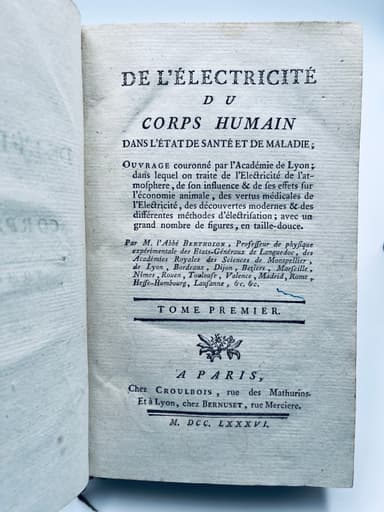 DE L'ÉLECTRICITÉ
DU
CORPS HUMAIN
DANS L'ÉTAT DE SANTÉ ET DE MALADIE;
OUVRAGE couronné par l'Académie de Lyon;
dans lequel on traite de l'Electricité de l'at-
mosphere, de son influence & de ses effets sur
l'économie animale, des vertus médicales de
l'Electricité, des découvertes modernes & des
différentes méthodes d'électrisation; avec un
grand nombre de figures, en taille-douce.
Par M. l'Abbé BERTHOLON, Professeur de physique
expérimentale des Etats-Généraux de Languedoc, des
Académies Royales des Sciences de Montpellier,
de Lyon, Bordeaux, Dijon, Beziers, Marseille,
Nîmes, Rouen, Toulouse, Valence, Madrid, Rome,
Hesse-Hombourg, Lausanne, &c. &c.
TOME PREMIER.
A PARIS,
Chez CROULBOIS, rue des Mathurins.
Et à Lyon, chez BERNUSET, rue Merciere.
M. DCC. LXXXVI.